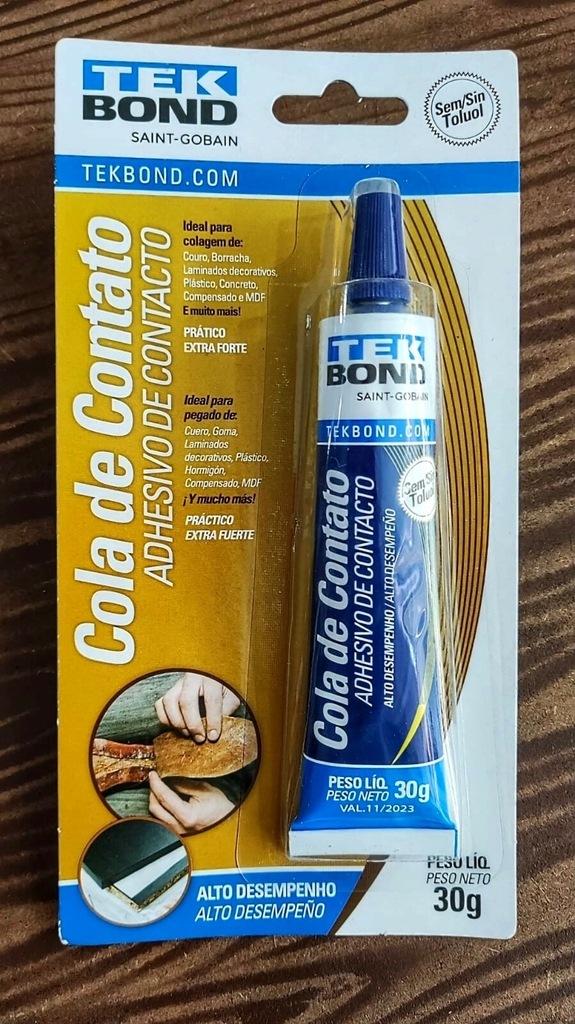 TEK
BOND
SAINT-GOBAIN
Sem/Sin
Toluol
TEKBOND.COM
Cola de Contato
ADHESIVO DE CONTACTO
Ideal para
colagem de:
Couro, Borracha,
Laminados decorativos,
Plástico, Concreto,
Compensado e MDF
E muito mais!
PRÁTICO
EXTRA FORTE
Ideal para
pegado de:
Cuero, Goma,
Laminados
decorativos, Plástico,
Hormigón,
Compensado, MDF
¡Y mucho más!
PRÁCTICO
EXTRA FUERTE
TEK
BOND
SAINT-GOBAIN
TEKBOND.COM
Sem/Sin
Toluol
Cola de Contato
ADHESIVO DE CONTACTO
ALTO DESEMPENHO / ALTO DESEMPEÑO
PESO LÍQ.
PESO NETO 30g
VAL.11/2023
ALTO DESEMPENHO
ALTO DESEMPEÑO
PESO LÍQ.
PESO NETO
30g